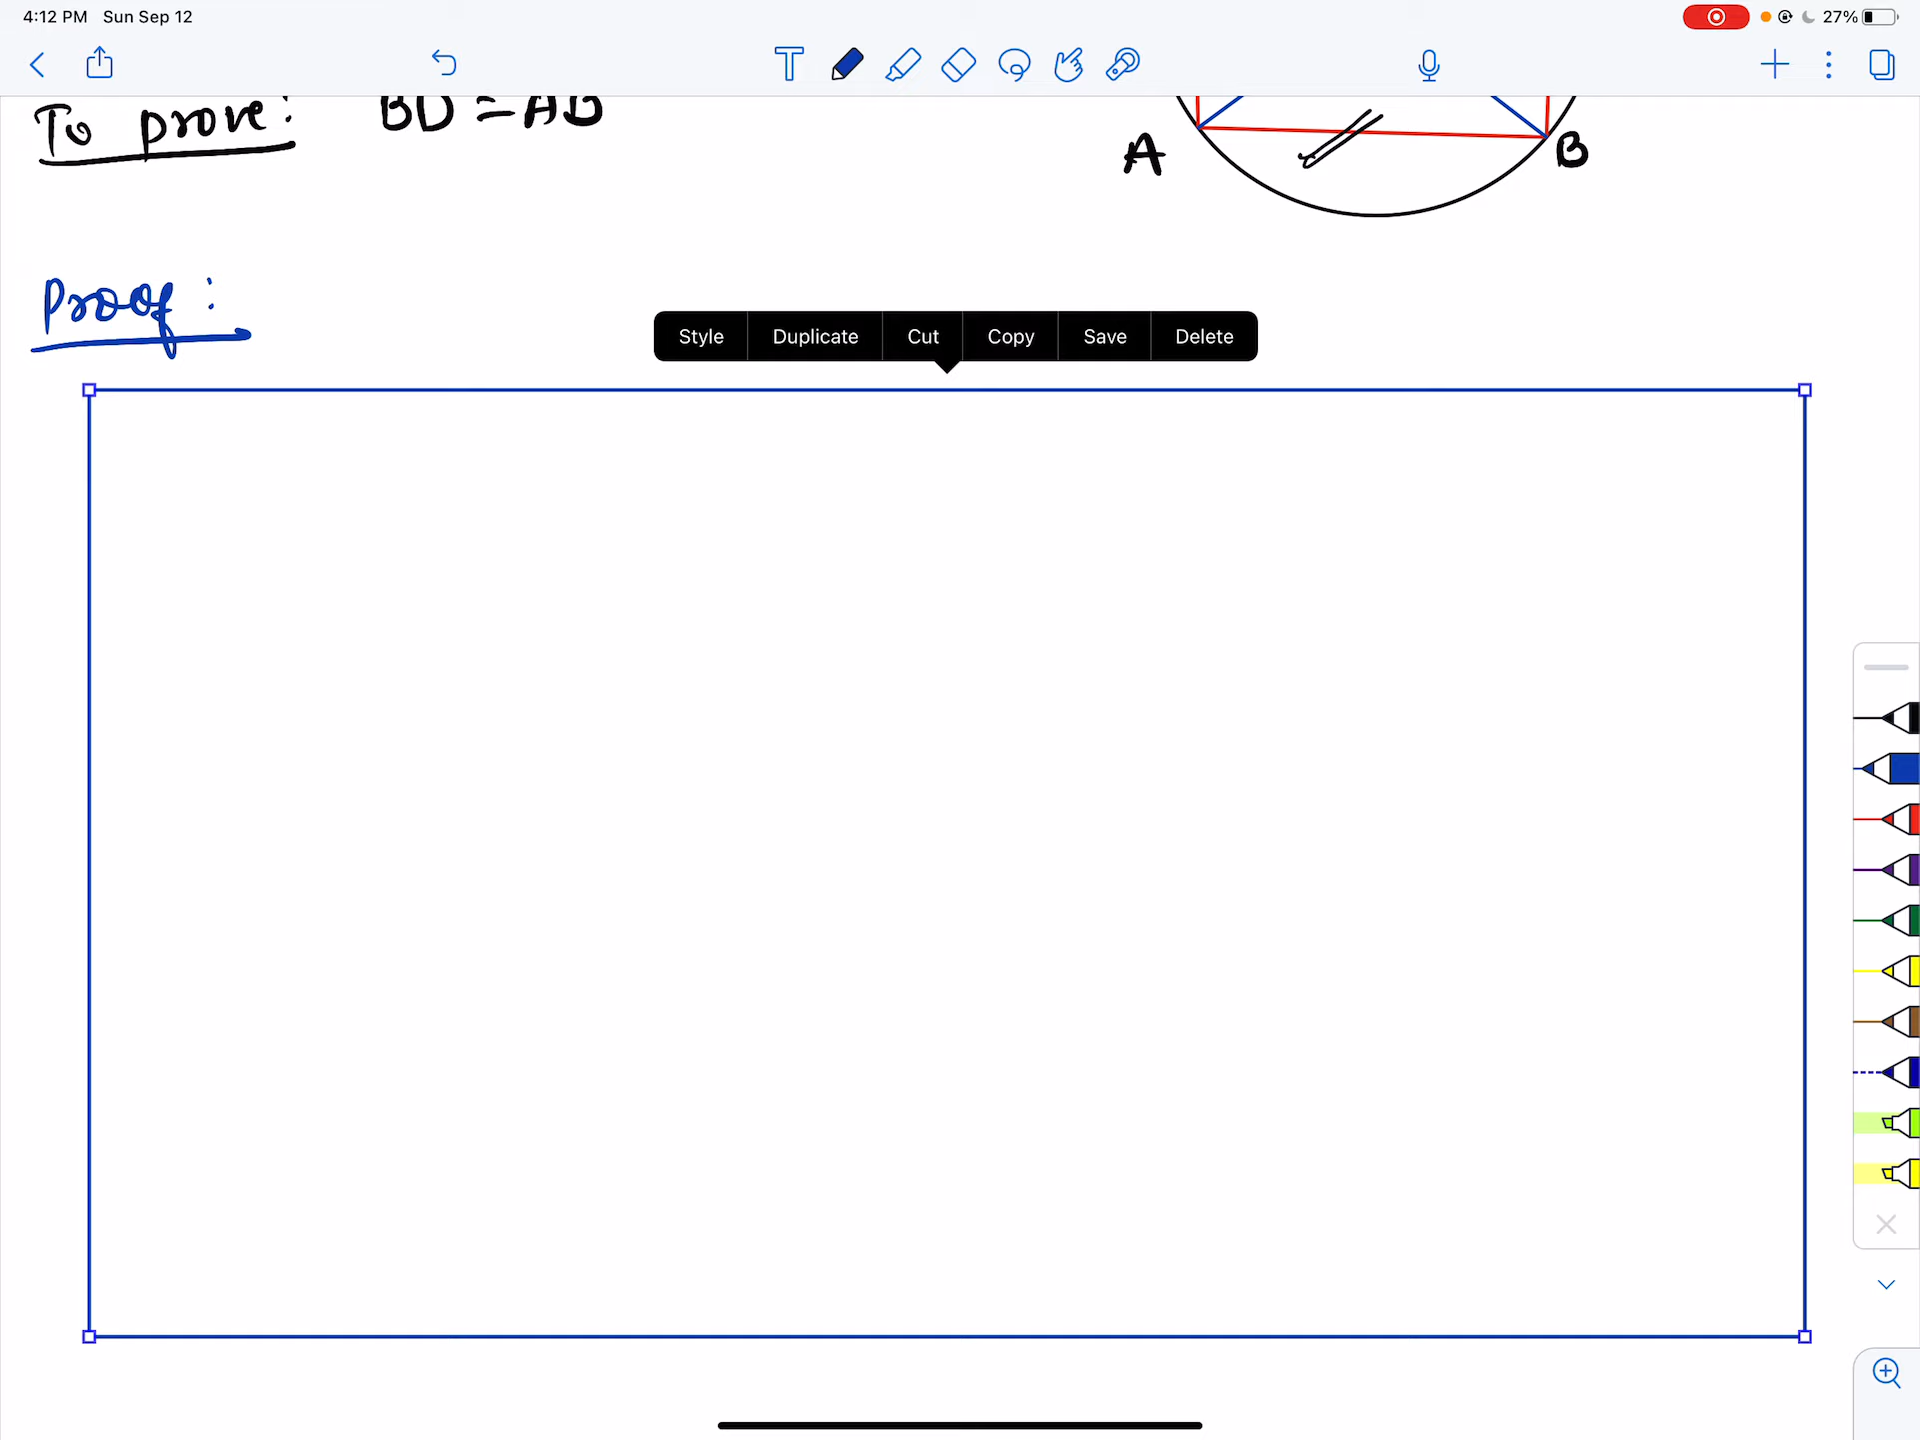 4:12 PM Sun Sep 12
27%
To prove: BD = AB
A
B
Proof:
Style Duplicate Cut Copy Save Delete